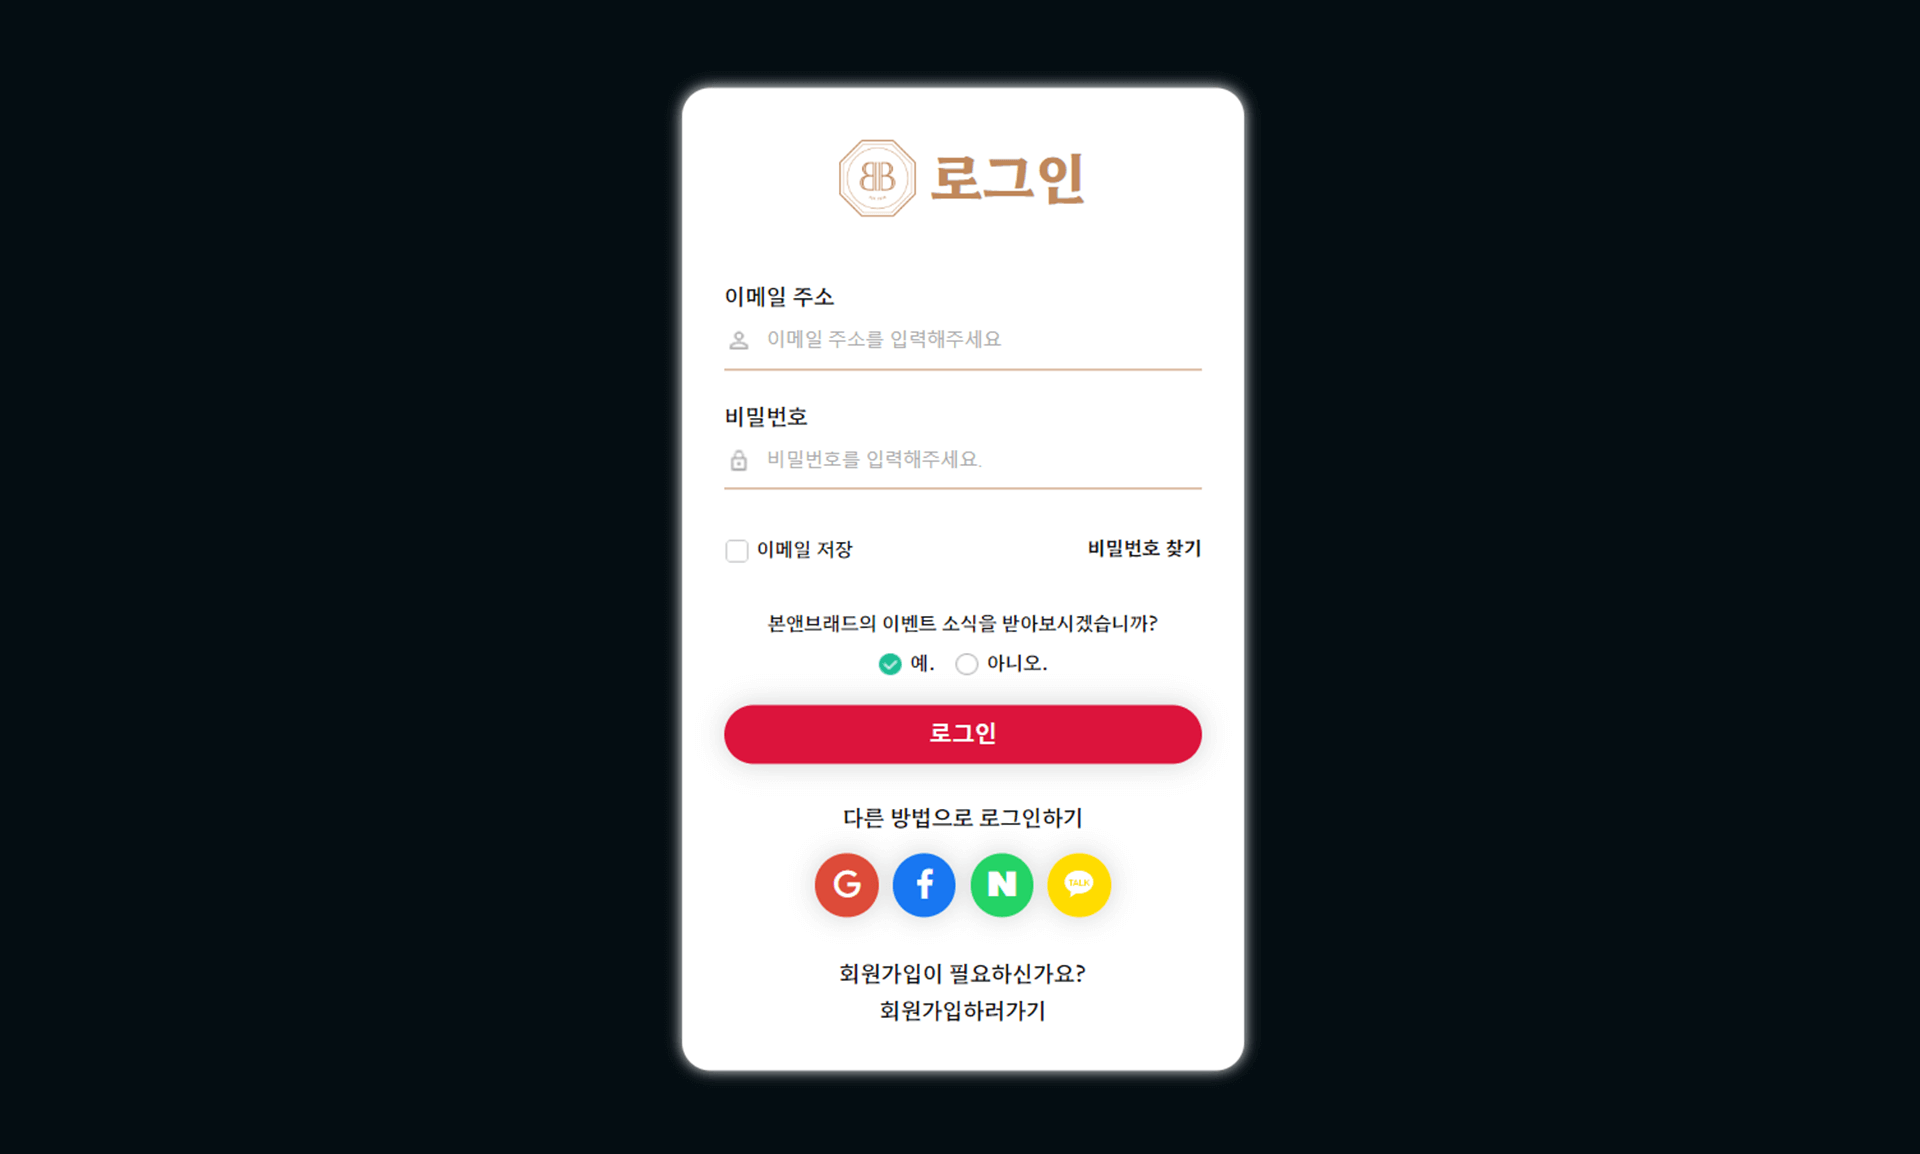 BB 로그인
이메일 주소
이메일 주소를 입력해주세요
비밀번호
비밀번호를 입력해주세요.
이메일 저장
비밀번호 찾기
본앤브래드의 이벤트 소식을 받아보시겠습니까?
예. 아니오.
로그인
다른 방법으로 로그인하기
G f N TALK
회원가입이 필요하신가요?
회원가입하러가기